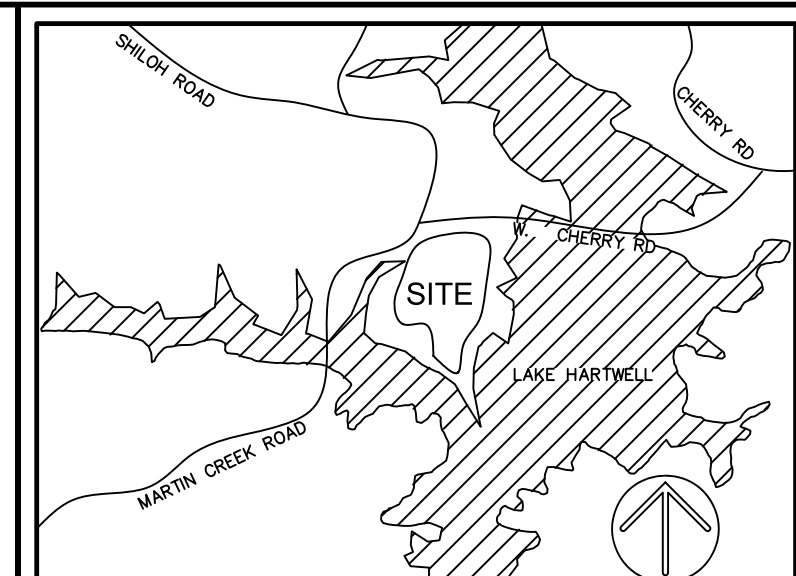 SHILOH ROAD
CHERRY RD
W. CHERRY RD
SITE
LAKE HARTWELL
MARTIN CREEK ROAD